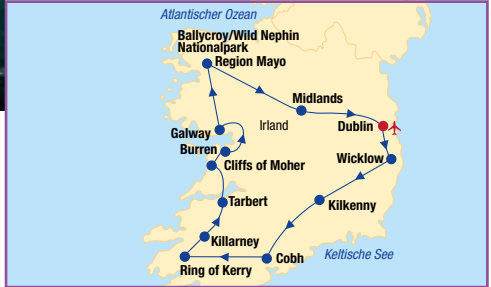 Atlantischer Ozean
Ballycroy/Wild Nephin
Nationalpark
Region Mayo
Midlands
Dublin
Galway
Irland
Burren
Wicklow
Cliffs of Moher
Tarbert
Kilkenny
Killarney
Keltische See
Ring of Kerry
Cobh